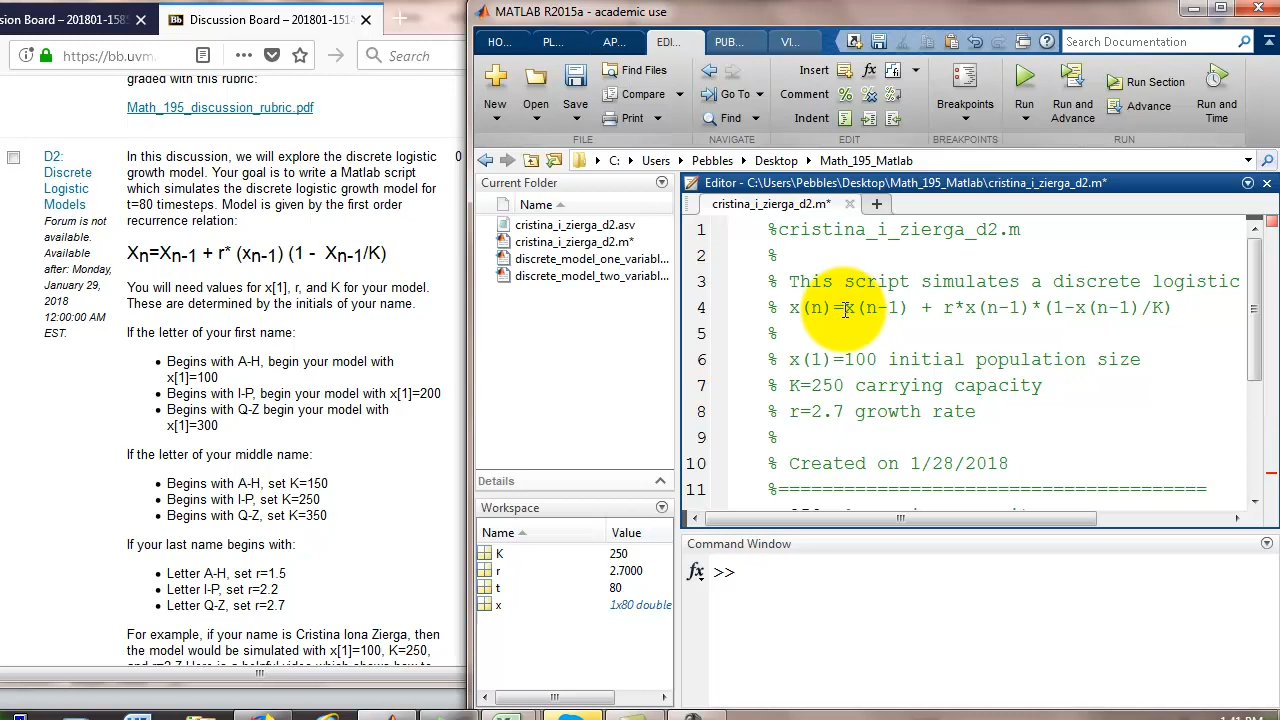 sion Board – 201801-158
Discussion Board – 201801-1514
https://bb.uvm.
Search
graded with this rubric:
Math_195_discussion_rubric.pdf
D2:
Discrete
Logistic
Models
Forum is not
available.
Available
after: Monday,
January 29,
2018
12:00:00 AM
EST.
In this discussion, we will explore the discrete logistic
growth model. Your goal is to write a Matlab script
which simulates the discrete logistic growth model for
t=80 timesteps. Model is given by the first order
recurrence relation:
0
Xn=Xn-1 + r* (xn-1) (1 - Xn-1/K)
You will need values for x[1], r, and K for your model.
These are determined by the initials of your name.
If the letter of your first name:
Begins with A-H, begin your model with
x[1]=100
Begins with I-P, begin your model with x[1]=200
Begins with Q-Z begin your model with
x[1]=300
If the letter of your middle name:
Begins with A-H, set K=150
Begins with I-P, set K=250
Begins with Q-Z, set K=350
If your last name begins with:
Letter A-H, set r=1.5
Letter I-P, set r=2.2
Letter Q-Z, set r=2.7
For example, if your name is Cristina Iona Zierga, then
the model would be simulated with x[1]=100, K=250,
MATLAB R2015a - academic use
HO... PL... AP... EDI... PUB... VI...
Search Documentation
New
Open
Save
Find Files
Compare
Print
FILE
Go To
Find
NAVIGATE
Insert
Comment
Indent
EDIT
Breakpoints
BREAKPOINTS
Run
Run and
Advance
Run Section
Advance
Run and
Time
RUN
C: Users Pebbles Desktop Math_195_Matlab
Current Folder
Name
cristina_i_zierga_d2.asv
cristina_i_zierga_d2.m*
discrete_model_one_variabl...
discrete_model_two_variabl...
Details
Workspace
Name Value
K 250
r 2.7000
t 80
x 1x80 double
Editor - C:\Users\Pebbles\Desktop\Math_195_Matlab\cristina_i_zierga_d2.m*
cristina_i_zierga_d2.m*
1 %cristina_i_zierga_d2.m
2 %
3 % This script simulates a discrete logistic
4 % x(n)=x(n-1) + r*x(n-1)*(1-x(n-1)/K)
5 %
6 % x(1)=100 initial population size
7 % K=250 carrying capacity
8 % r=2.7 growth rate
9 %
10 % Created on 1/28/2018
11 %=======================================
Command Window
fx >>